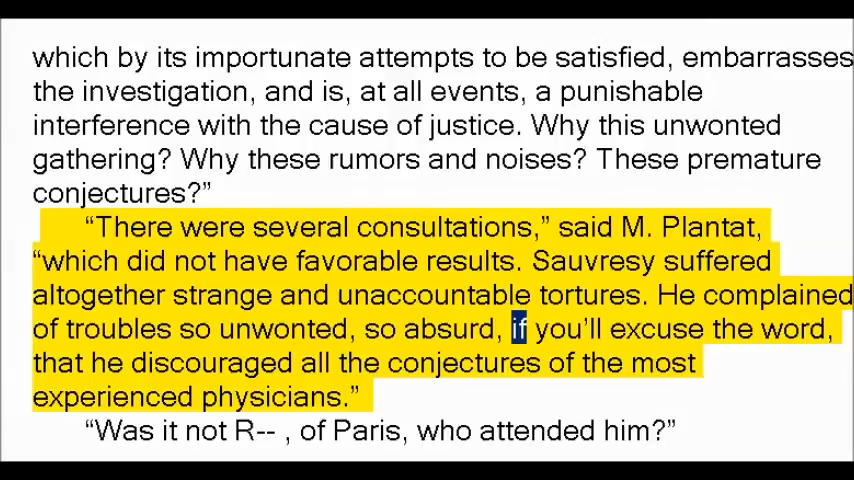 which by its importunate attempts to be satisfied, embarrasses
the investigation, and is, at all events, a punishable
interference with the cause of justice. Why this unwonted
gathering? Why these rumors and noises? These premature
conjectures?”
“There were several consultations,” said M. Plantat,
“which did not have favorable results. Sauvresy suffered
altogether strange and unaccountable tortures. He complained
of troubles so unwonted, so absurd, if you’ll excuse the word,
that he discouraged all the conjectures of the most
experienced physicians.”
“Was it not R-- , of Paris, who attended him?”